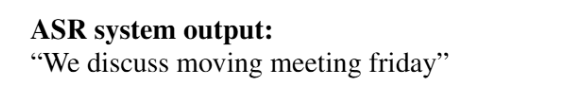 ASR system output:
“We discuss moving meeting friday”